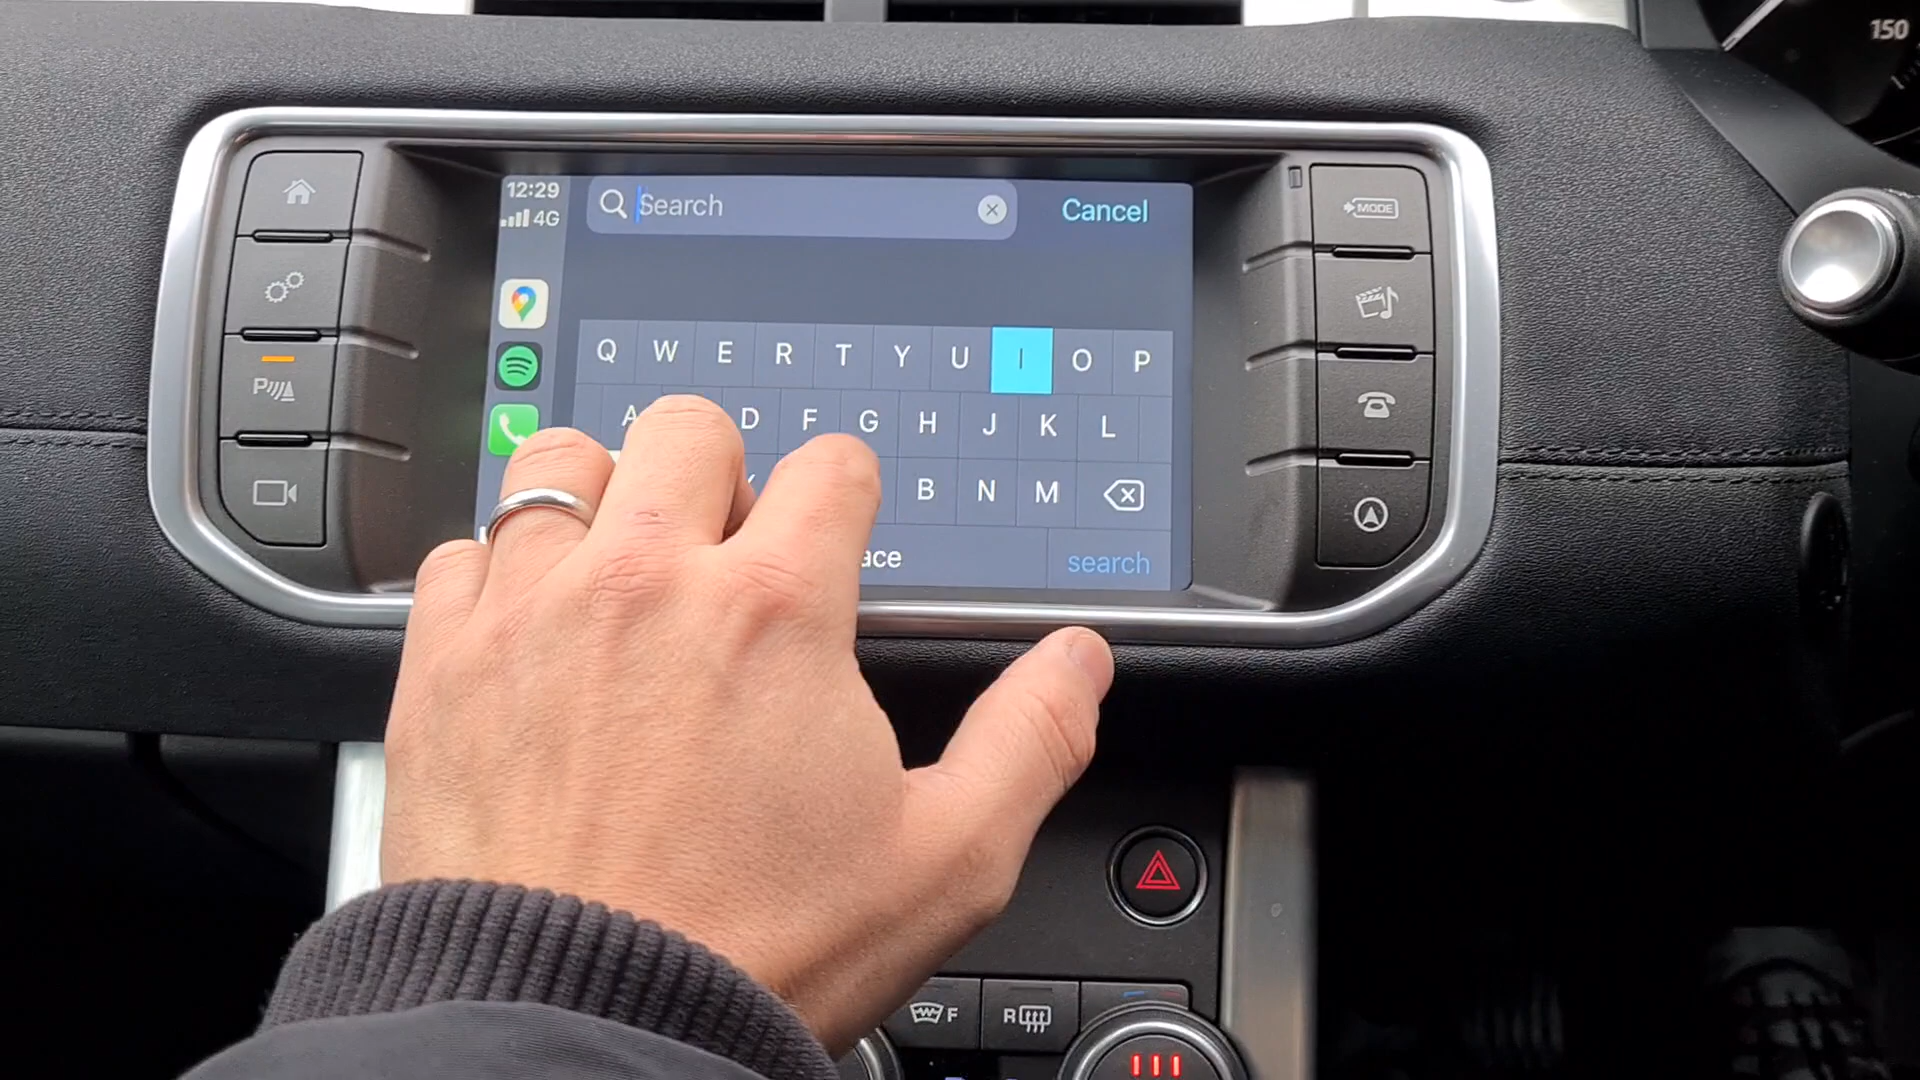 150
12:29
4G
Search
Cancel
MODE
Q W E R T Y U I O P
A D F G H J K L
P
B N M
ace
search
F
R